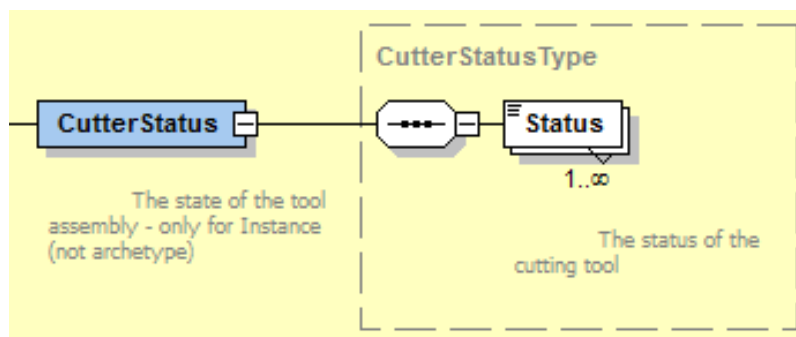 CutterStatusType
CutterStatus
Status
1..∞
The state of the tool
assembly - only for Instance
(not archetype)
The status of the
cutting tool